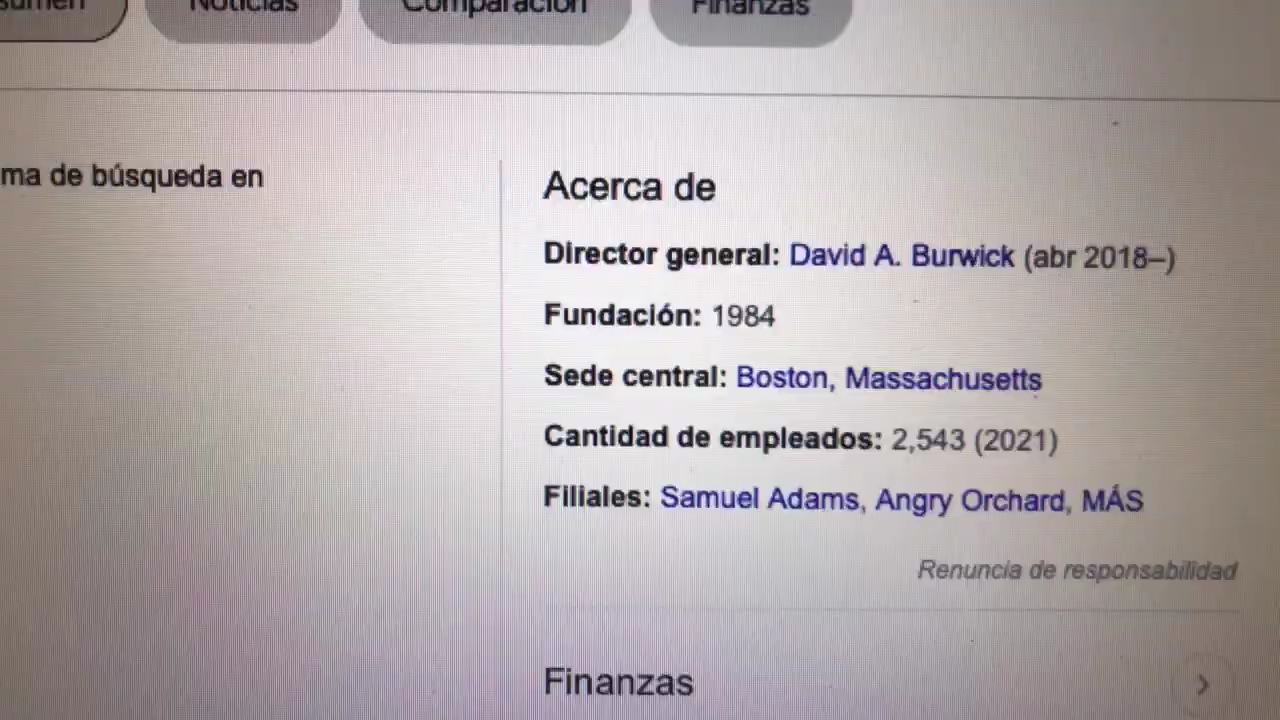 Noticias Comparación Finanzas
ma de búsqueda en
Acerca de
Director general: David A. Burwick (abr 2018–)
Fundación: 1984
Sede central: Boston, Massachusetts
Cantidad de empleados: 2,543 (2021)
Filiales: Samuel Adams, Angry Orchard, MÁS
Renuncia de responsabilidad
Finanzas